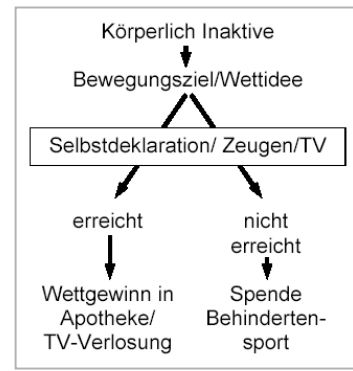 Körperlich Inaktive
Bewegungsziel/Wettidee
Selbstdeklaration/ Zeugen/TV
erreicht
nicht
erreicht
Wettgewinn in
Apotheke/
TV-Verlosung
Spende
Behinderten-
sport